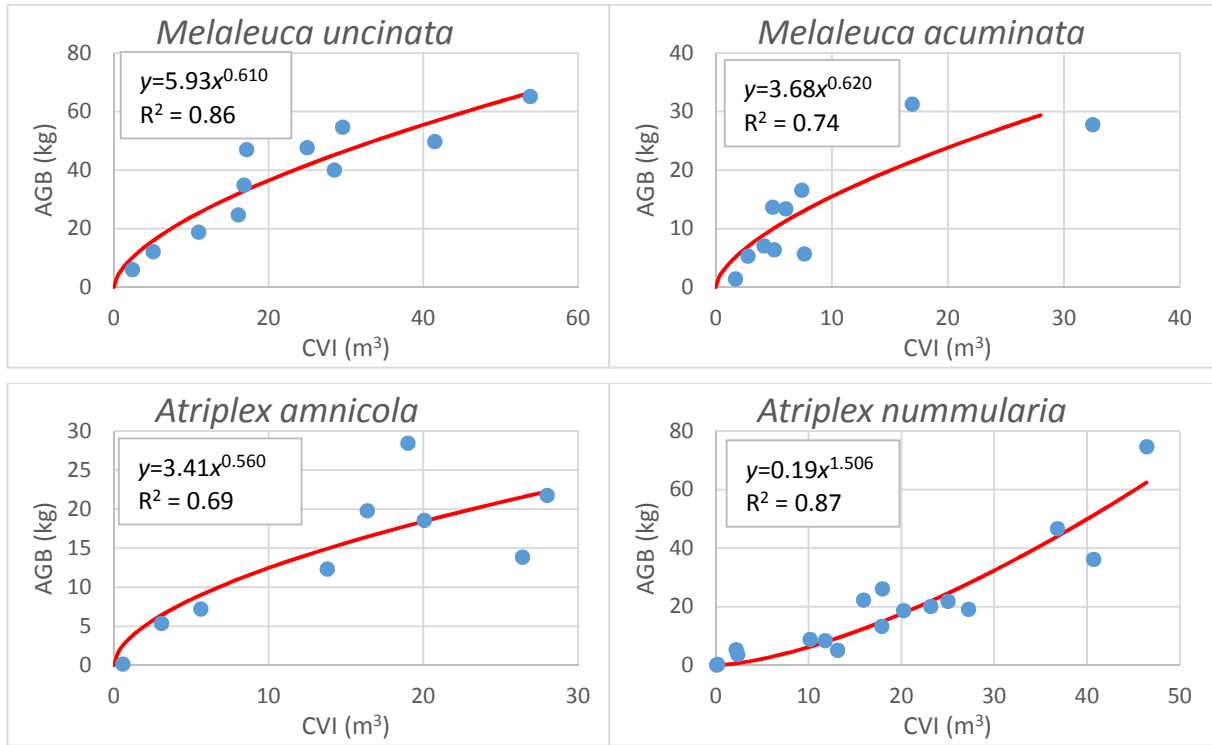 Melaleuca uncinata
y=5.93x^0.610
R² = 0.86
AGB (kg)
80
60
40
20
0
0 20 40 60
CVI (m³)
Melaleuca acuminata
y=3.68x^0.620
R² = 0.74
AGB (kg)
40
30
20
10
0
0 10 20 30 40
CVI (m³)
Atriplex amnicola
y=3.41x^0.560
R² = 0.69
AGB (kg)
30
25
20
15
10
5
0
0 10 20 30
CVI (m³)
Atriplex nummularia
y=0.19x^1.506
R² = 0.87
AGB (kg)
80
60
40
20
0
0 10 20 30 40 50
CVI (m³)